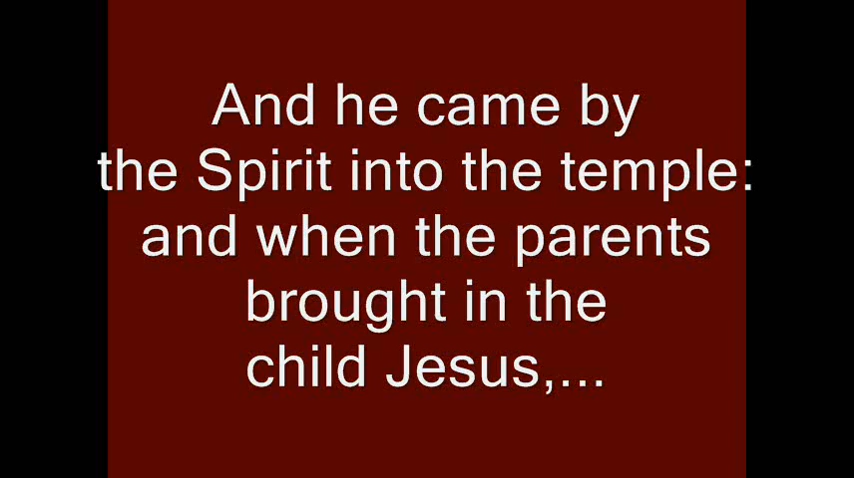 And he came by
the Spirit into the temple:
and when the parents
brought in the
child Jesus,...